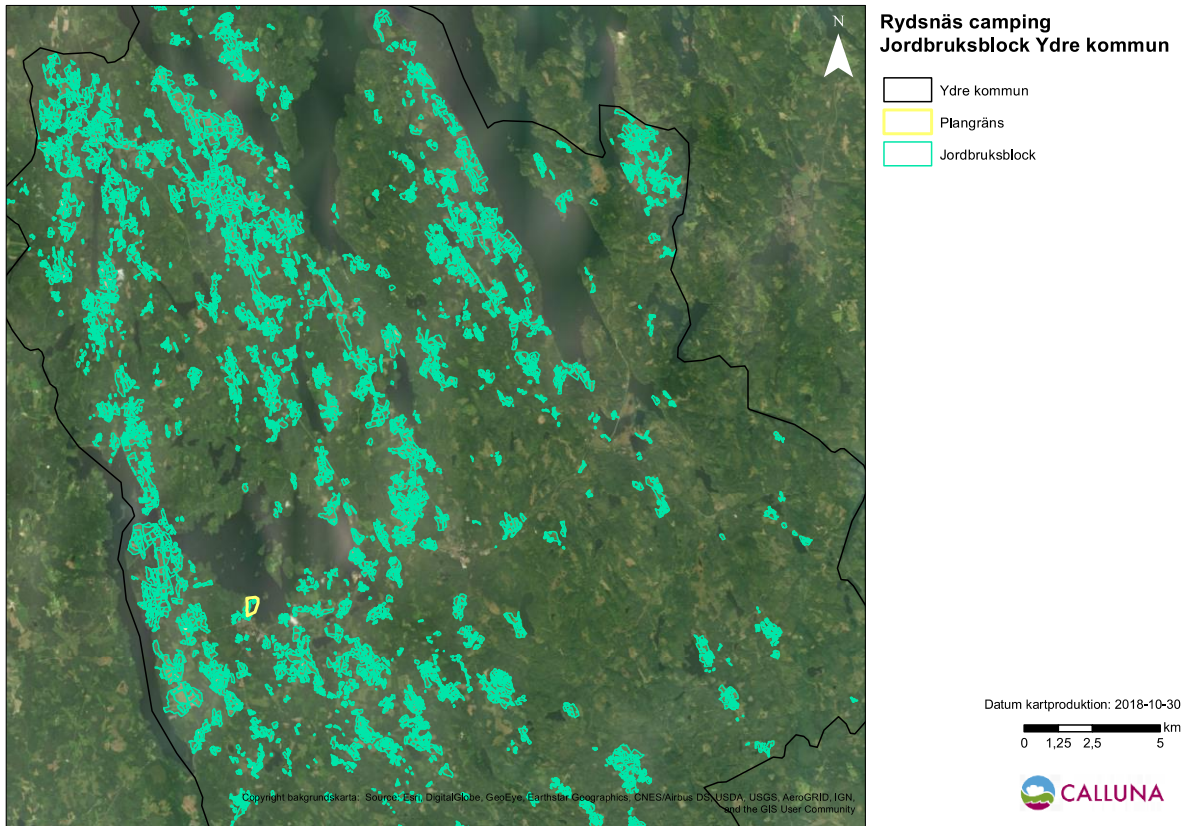 Rydsnäs camping
Jordbruksblock Ydre kommun
N
Ydre kommun
Plangräns
Jordbruksblock
Datum kartproduktion: 2018-10-30
km
0 1,25 2,5 5
CALLUNA
Copyright bakgrundskarta: Source: Esri, DigitalGlobe, GeoEye, Earthstar Geographics, CNES/Airbus DS, USDA, USGS, AeroGRID, IGN,
and the GIS User Community